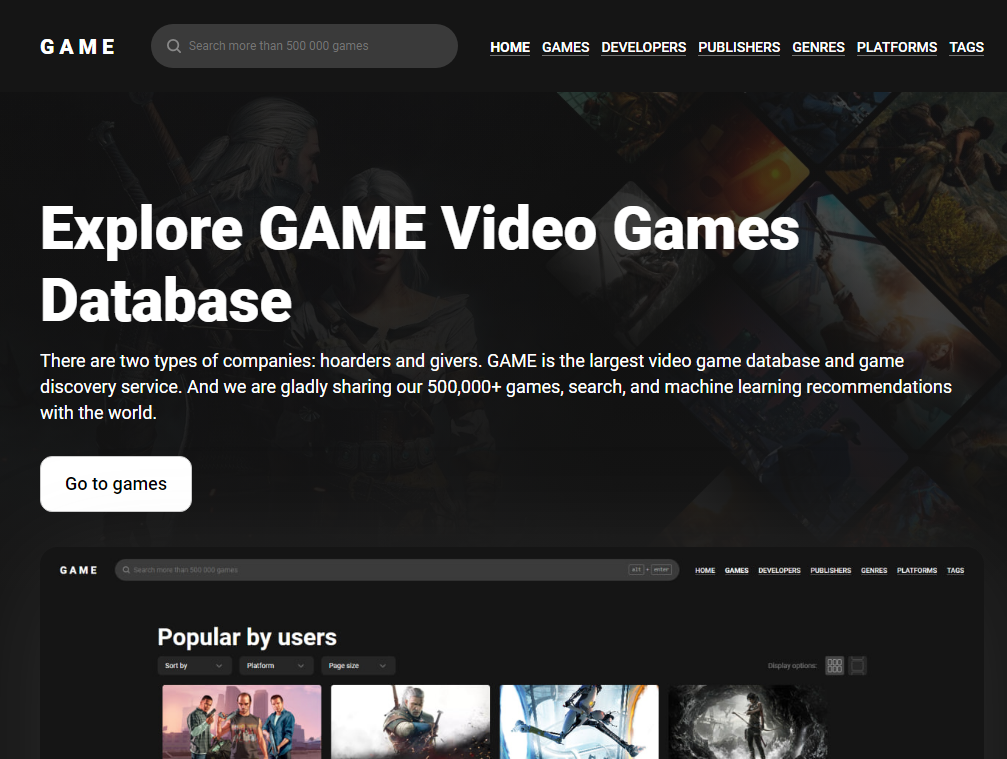 GAME
Search more than 500 000 games
HOME GAMES DEVELOPERS PUBLISHERS GENRES PLATFORMS TAGS
Explore GAME Video Games
Database
There are two types of companies: hoarders and givers. GAME is the largest video game database and game
discovery service. And we are gladly sharing our 500,000+ games, search, and machine learning recommendations
with the world.
Go to games
GAME
Search more than 500 000 games
alt + enter
HOME GAMES DEVELOPERS PUBLISHERS GENRES PLATFORMS TAGS
Popular by users
Sort by Platform Page size
Display options: